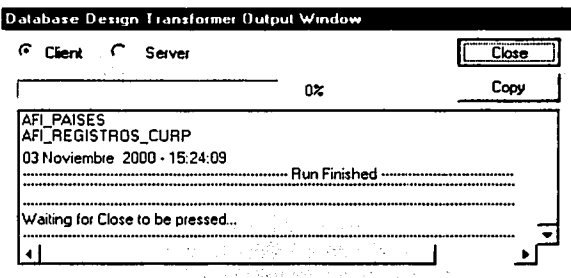 Database Design Transformer Output Window
Client Server Close
0% Copy
AFI_PAISES
AFI_REGISTROS_CURP
03 Noviembre 2000 - 15:24:09
Run Finished
Waiting for Close to be pressed...